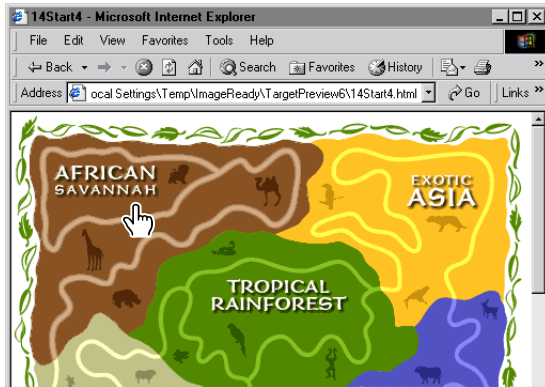 14Start4 - Microsoft Internet Explorer
File Edit View Favorites Tools Help
Back Search Favorites History »
Address ocal Settings\Temp\ImageReady\TargetPreview6\14Start4.html Go Links »
AFRICAN
SAVANNAH
EXOTIC
ASIA
TROPICAL
RAINFOREST